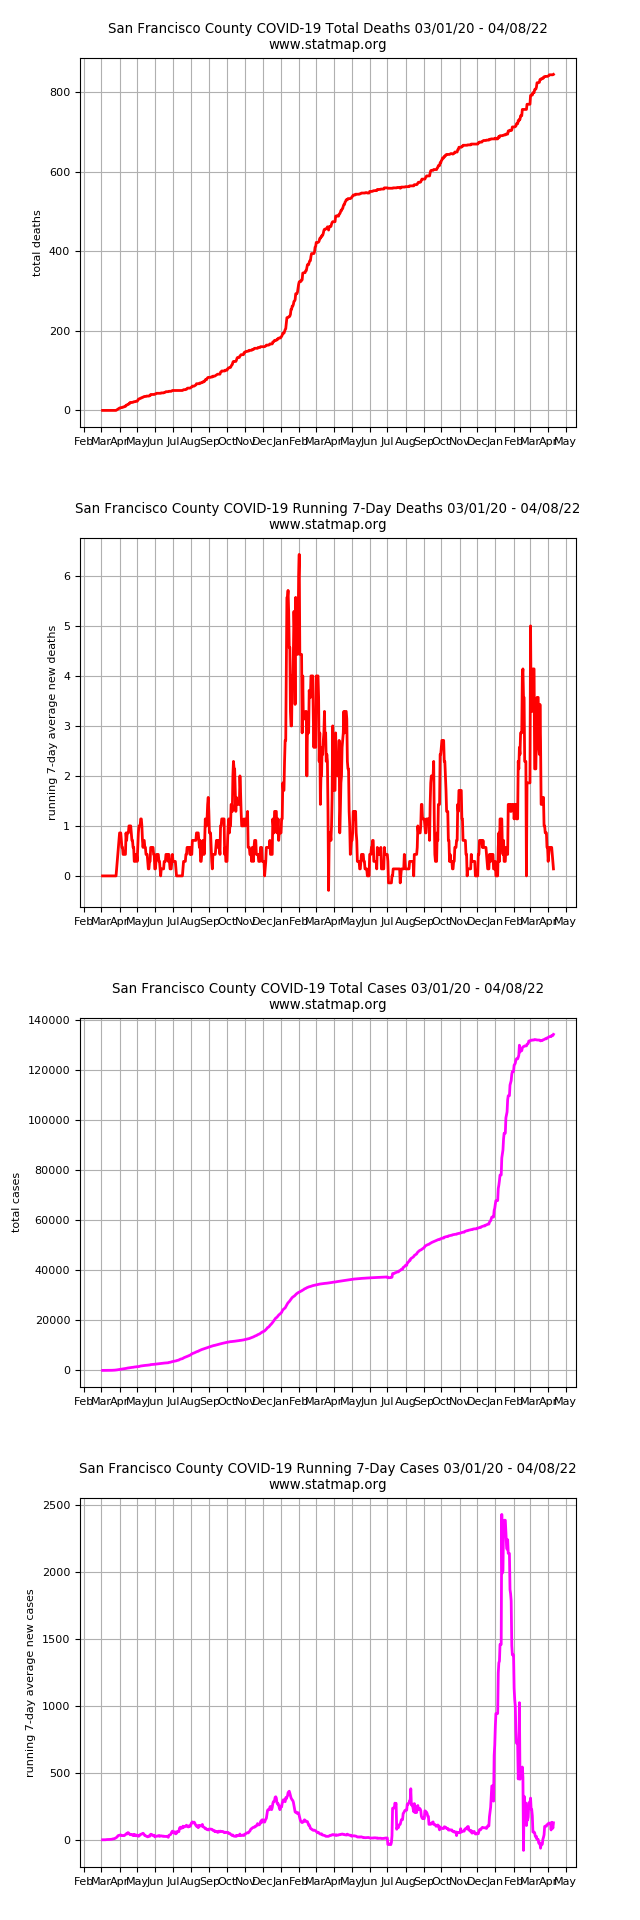 San Francisco County COVID-19 Total Deaths 03/01/20 - 04/08/22
www.statmap.org
800
600
400
200
0
total deaths
Feb Mar Apr May Jun Jul Aug Sep Oct Nov Dec Jan Feb Mar Apr May Jun Jul Aug Sep Oct Nov Dec Jan Feb Mar Apr May
San Francisco County COVID-19 Running 7-Day Deaths 03/01/20 - 04/08/22
www.statmap.org
6
5
4
3
2
1
0
running 7-day average new deaths
Feb Mar Apr May Jun Jul Aug Sep Oct Nov Dec Jan Feb Mar Apr May Jun Jul Aug Sep Oct Nov Dec Jan Feb Mar Apr May
San Francisco County COVID-19 Total Cases 03/01/20 - 04/08/22
www.statmap.org
140000
120000
100000
80000
60000
40000
20000
0
total cases
Feb Mar Apr May Jun Jul Aug Sep Oct Nov Dec Jan Feb Mar Apr May Jun Jul Aug Sep Oct Nov Dec Jan Feb Mar Apr May
San Francisco County COVID-19 Running 7-Day Cases 03/01/20 - 04/08/22
www.statmap.org
2500
2000
1500
1000
500
0
running 7-day average new cases
Feb Mar Apr May Jun Jul Aug Sep Oct Nov Dec Jan Feb Mar Apr May Jun Jul Aug Sep Oct Nov Dec Jan Feb Mar Apr May